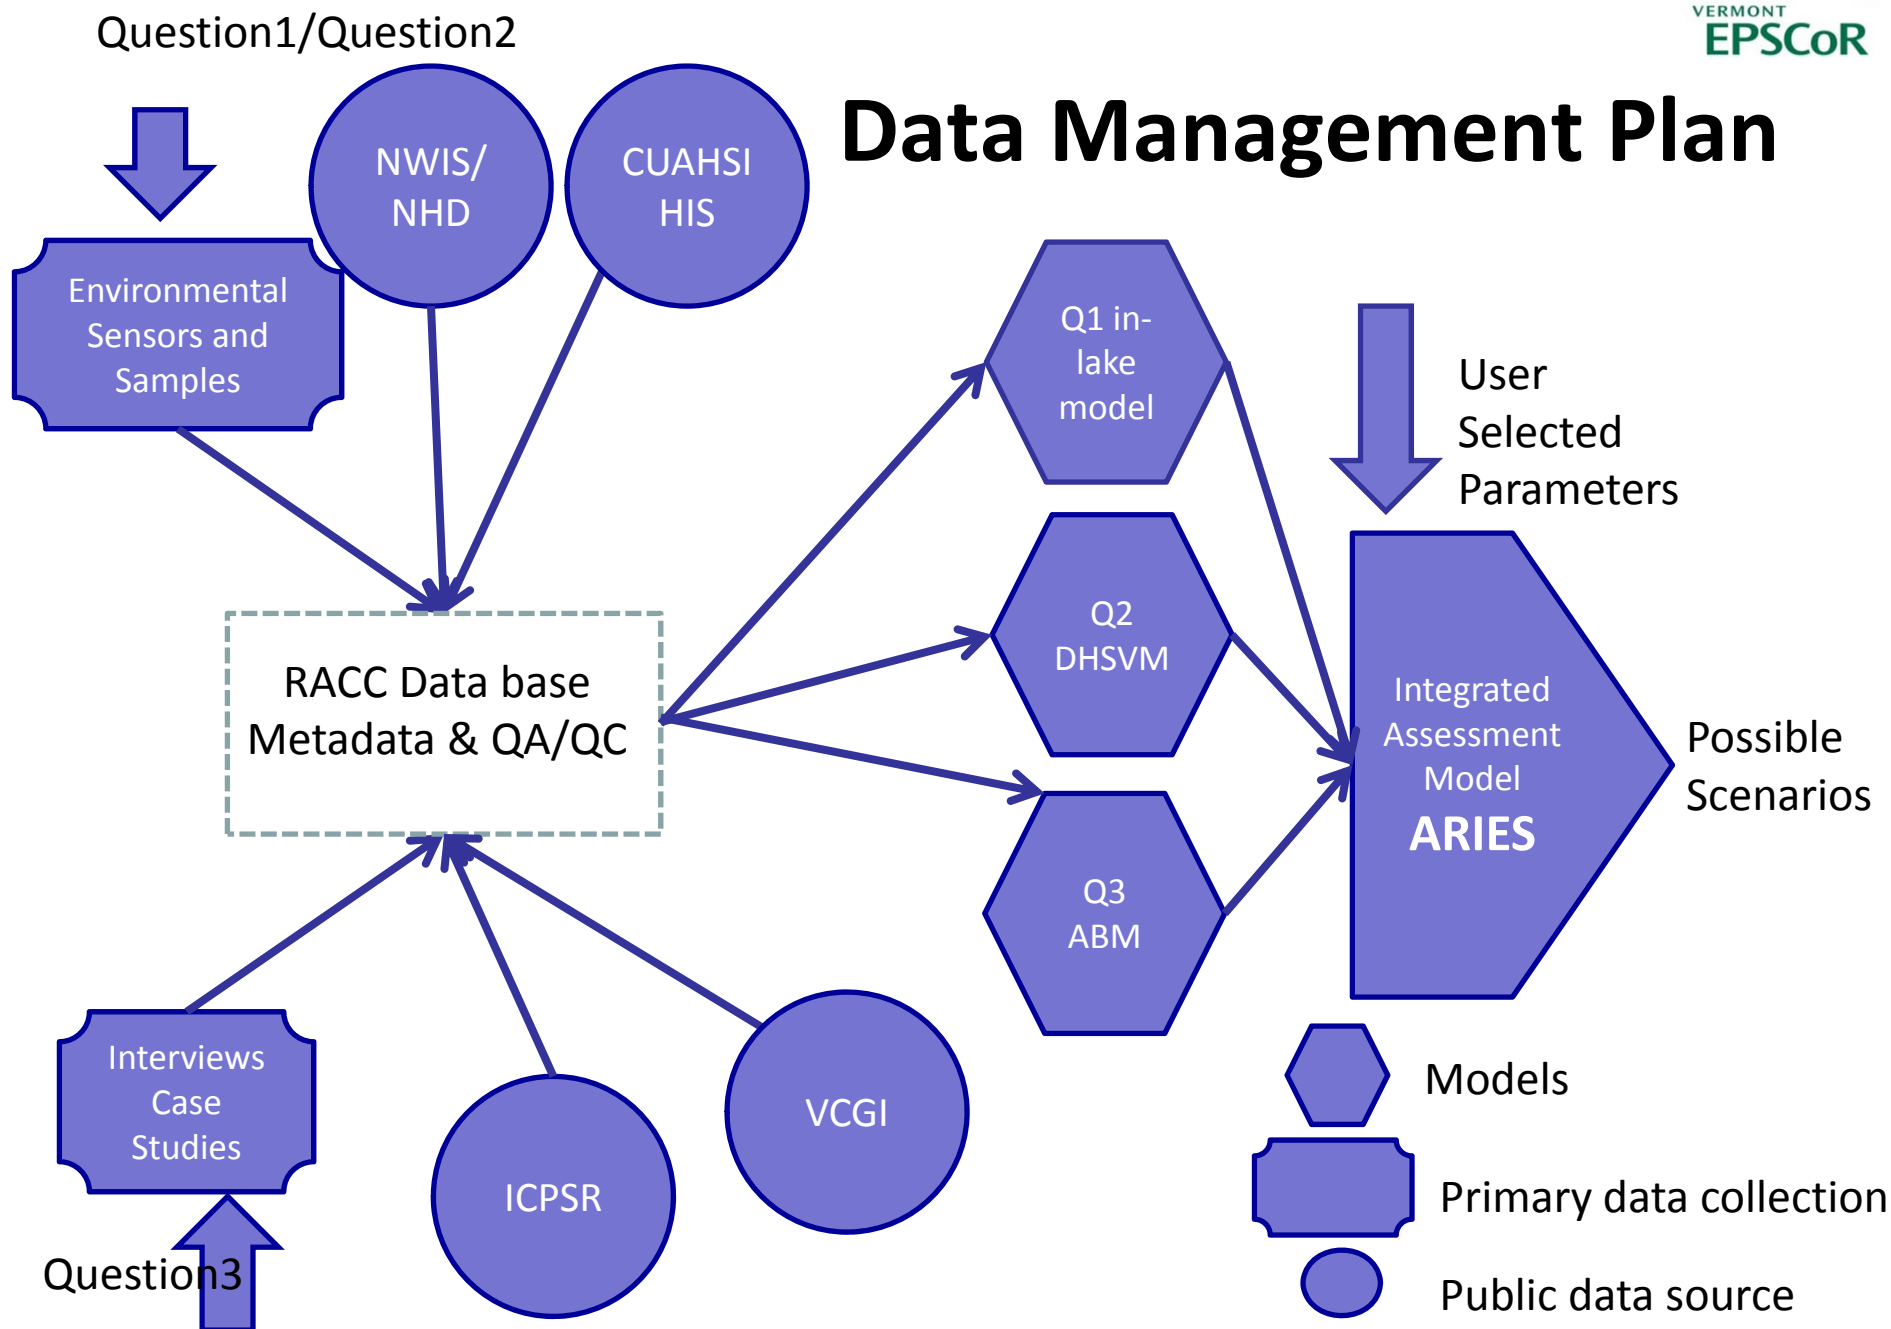 VERMONT
EPSCoR
Question1/Question2
Data Management Plan
NWIS/
NHD
CUAHSI
HIS
Environmental
Sensors and
Samples
Q1 in-
lake
model
User
Selected
Parameters
Q2
DHSVM
RACC Data base
Metadata & QA/QC
Integrated
Assessment
Model
ARIES
Possible
Scenarios
Q3
ABM
Interviews
Case
Studies
ICPSR
VCGI
Question3
Models
Primary data collection
Public data source